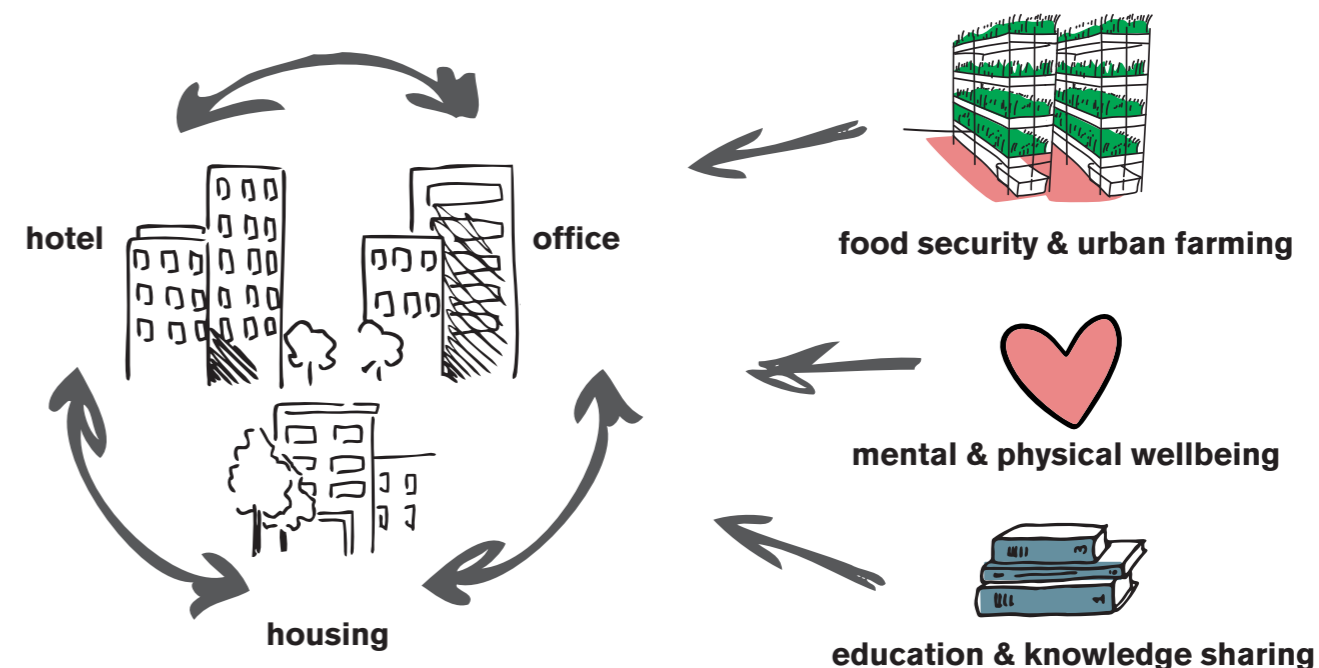 hotel
office
housing
food security & urban farming
mental & physical wellbeing
education & knowledge sharing